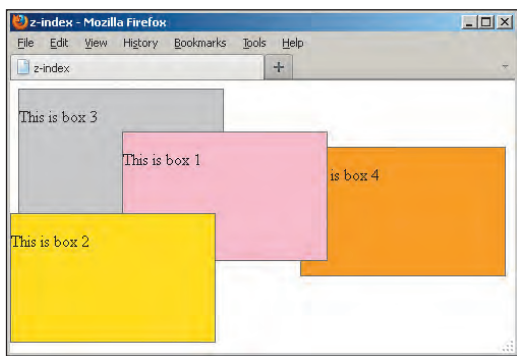 z-index - Mozilla Firefox
File Edit View History Bookmarks Tools Help
z-index
This is box 3
This is box 1
is box 4
This is box 2